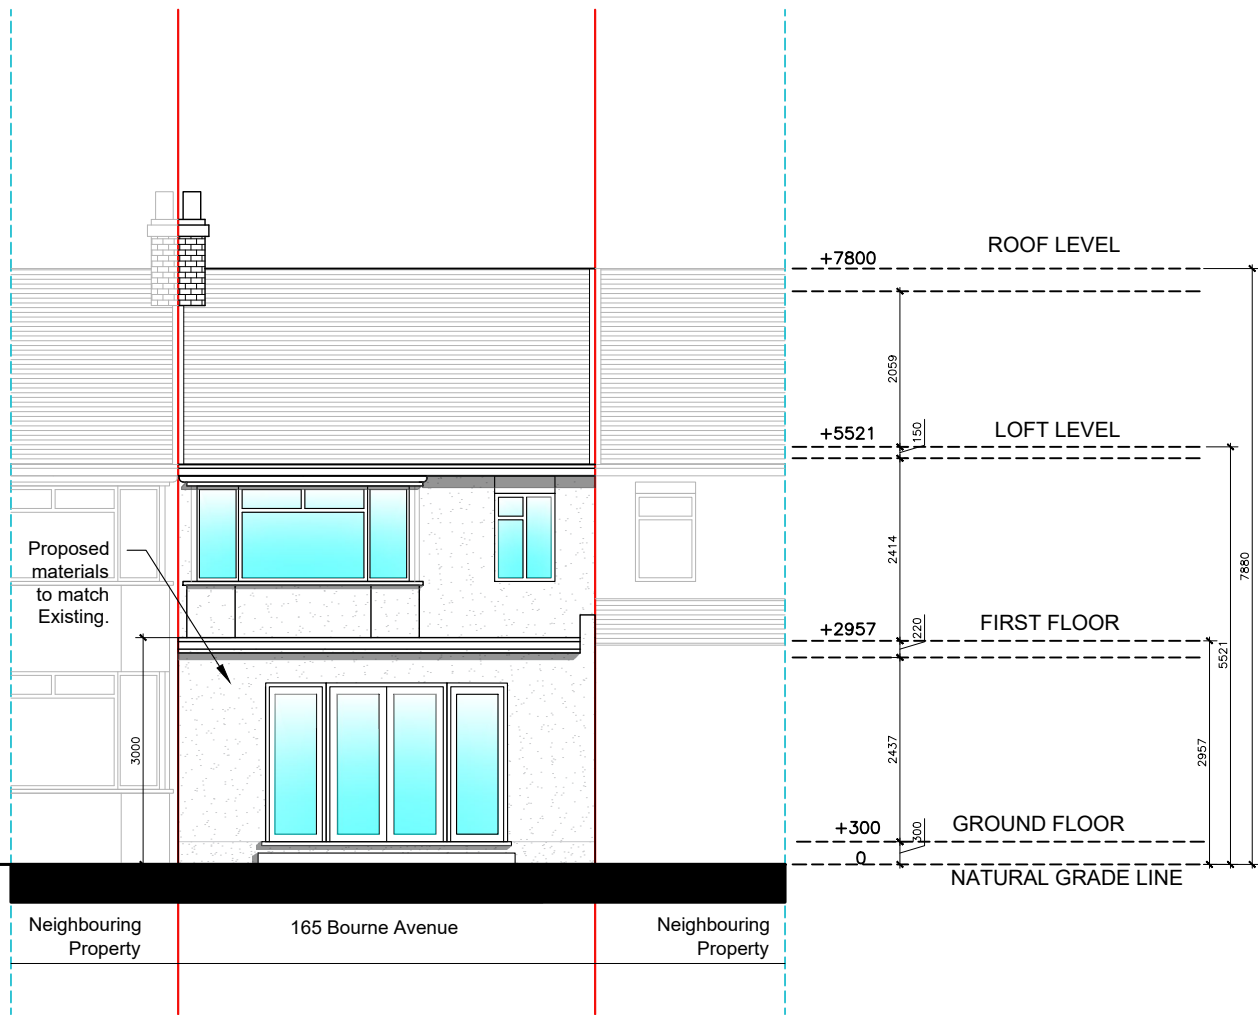 ROOF LEVEL
+7800
2059
+5521
150
LOFT LEVEL
Proposed
materials
to match
Existing.
2414
7880
+2957
220
FIRST FLOOR
5521
3000
2437
2957
+300
300
GROUND FLOOR
0
NATURAL GRADE LINE
Neighbouring
Property
165 Bourne Avenue
Neighbouring
Property